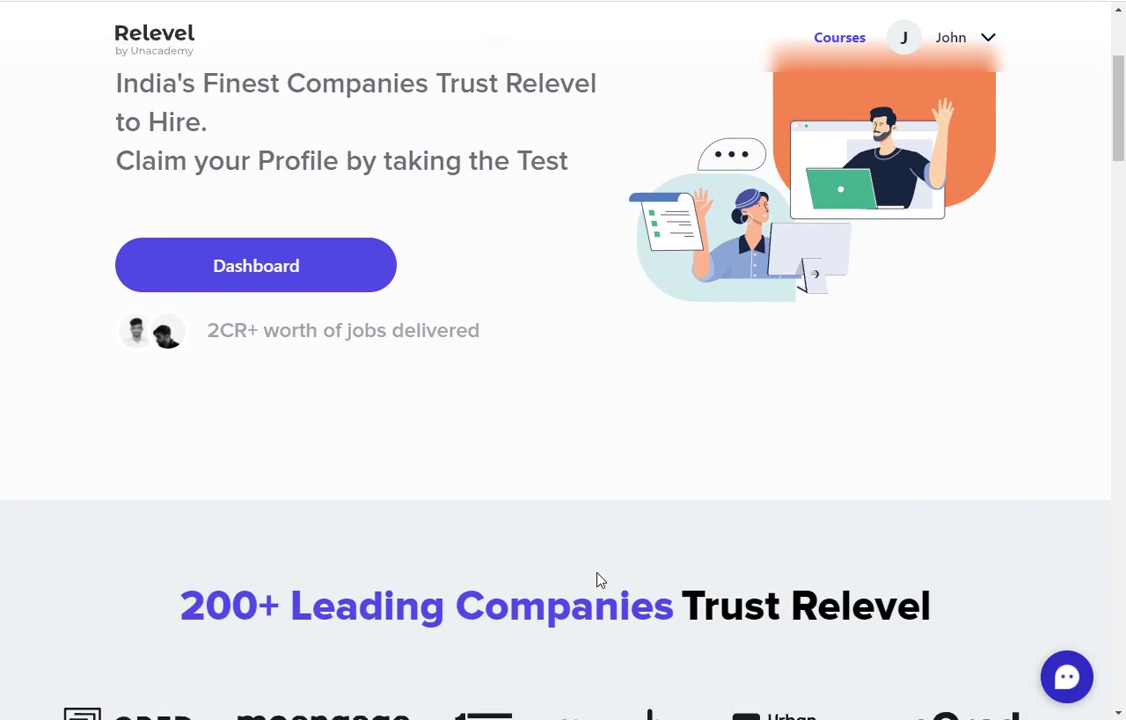 Relevel
by Unacademy
Courses
J
John
India's Finest Companies Trust Relevel
to Hire.
Claim your Profile by taking the Test
Dashboard
2CR+ worth of jobs delivered
200+ Leading Companies Trust Relevel
Urban